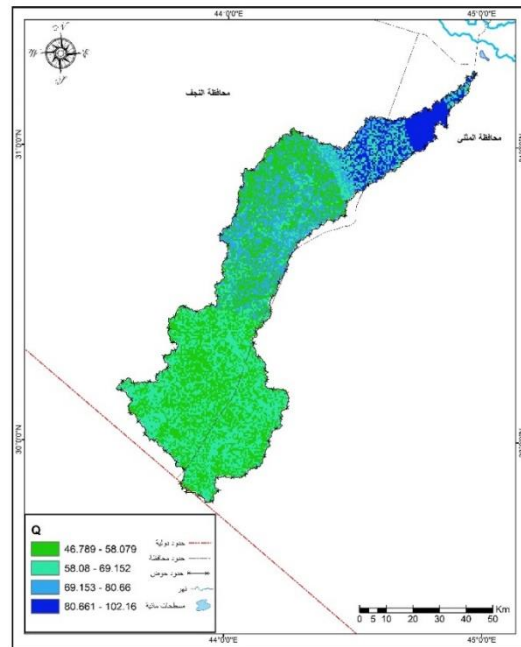 44°0'0"E
45°0'0"E
محافظة النجف
محافظة المثنى
31°0'0"N
30°0'0"N
Q
46.789 - 58.079
58.08 - 69.152
69.153 - 80.66
80.661 - 102.16
حدود دولية
حدود محافظة
حدود حوض
نهر
مسطحات مائية
Km
0 5 10 20 30 40 50
44°0'0"E
45°0'0"E